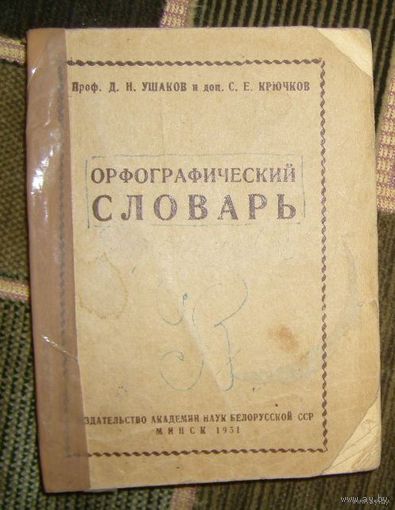 Проф. Д. Н. УШАКОВ и доц. С. Е. КРЮЧКОВ
ОРФОГРАФИЧЕСКИЙ
СЛОВАРЬ
ЗДАТЕЛЬСТВО АКАДЕМИИ НАУК БЕЛОРУССКОЙ ССР
МИНСК 1951